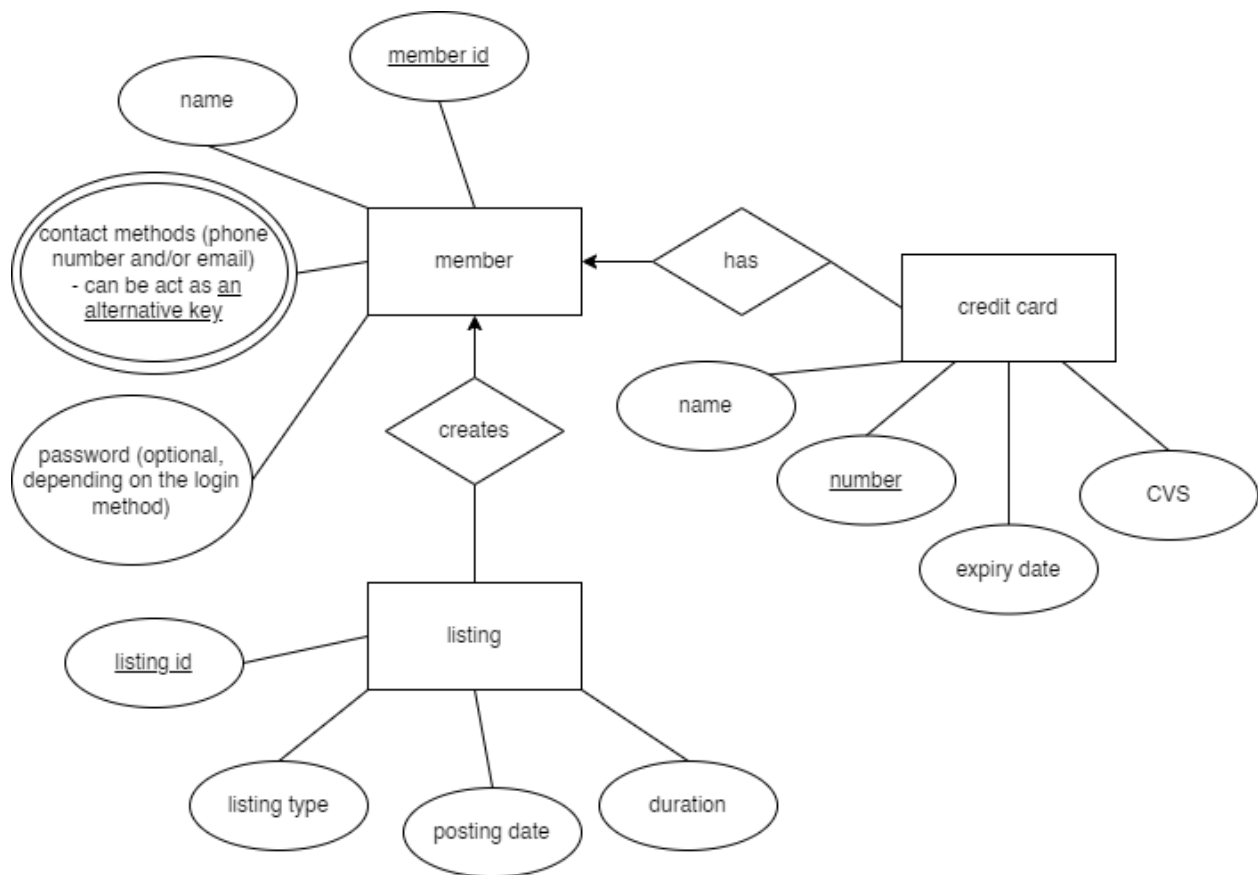 member id
name
contact methods (phone
number and/or email)
- can be act as an
alternative key
member
has
credit card
name
creates
number
CVS
password (optional,
depending on the login
method)
expiry date
listing
listing id
listing type
posting date
duration